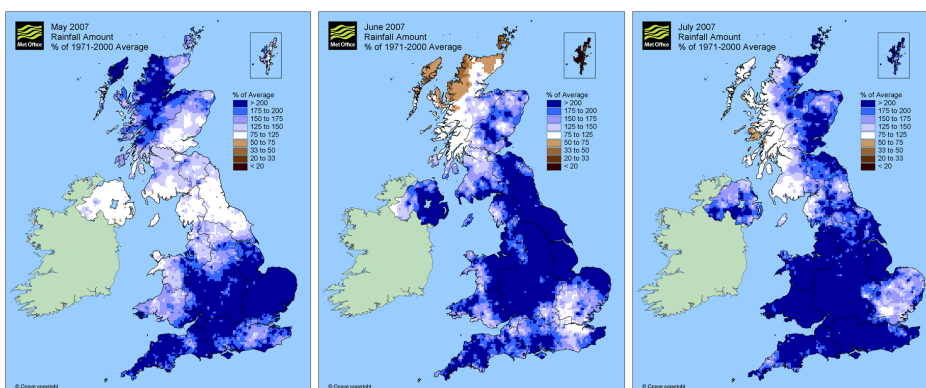 Met Office
May 2007
Rainfall Amount
% of 1971-2000 Average
% of Average
> 200
175 to 200
150 to 175
125 to 150
75 to 125
50 to 75
33 to 50
20 to 33
< 20
© Crown copyright
Met Office
June 2007
Rainfall Amount
% of 1971-2000 Average
% of Average
> 200
175 to 200
150 to 175
125 to 150
75 to 125
50 to 75
33 to 50
20 to 33
< 20
© Crown copyright
Met Office
July 2007
Rainfall Amount
% of 1971-2000 Average
% of Average
> 200
175 to 200
150 to 175
125 to 150
75 to 125
50 to 75
33 to 50
20 to 33
< 20
© Crown copyright